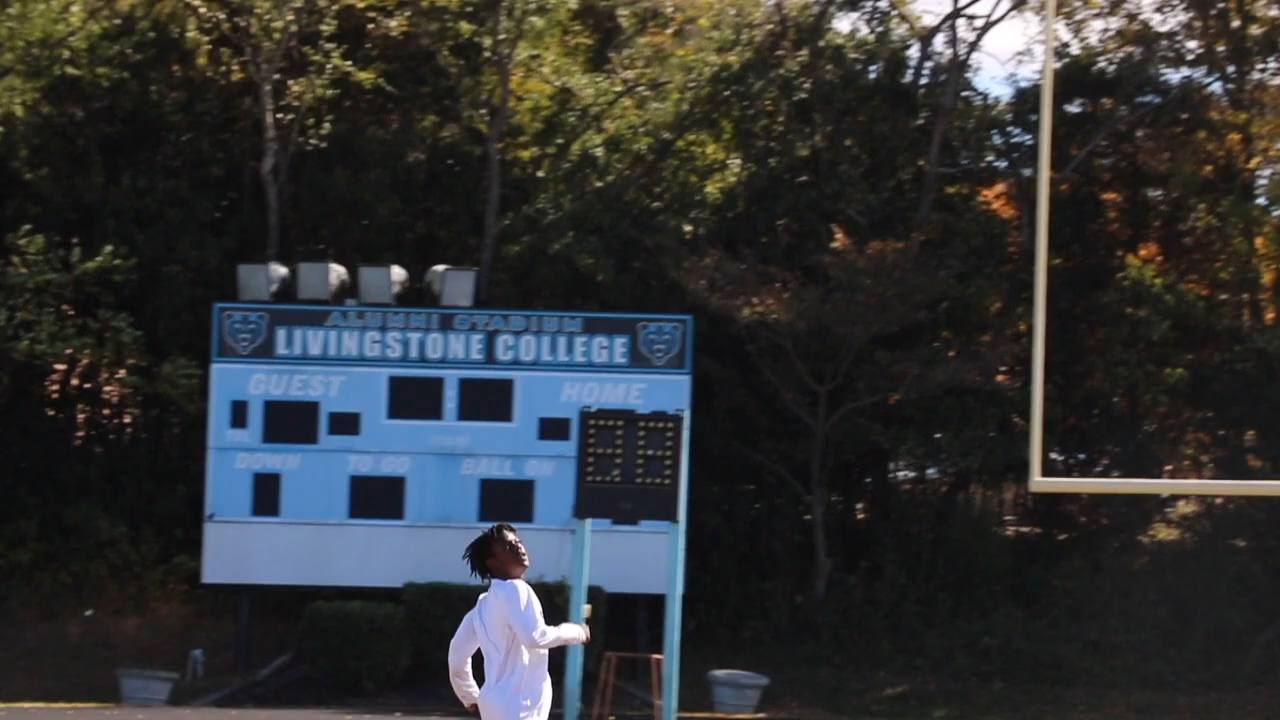 ALUMNI STADIUM
LIVINGSTONE COLLEGE
GUEST HOME
DOWN TO GO BALL ON